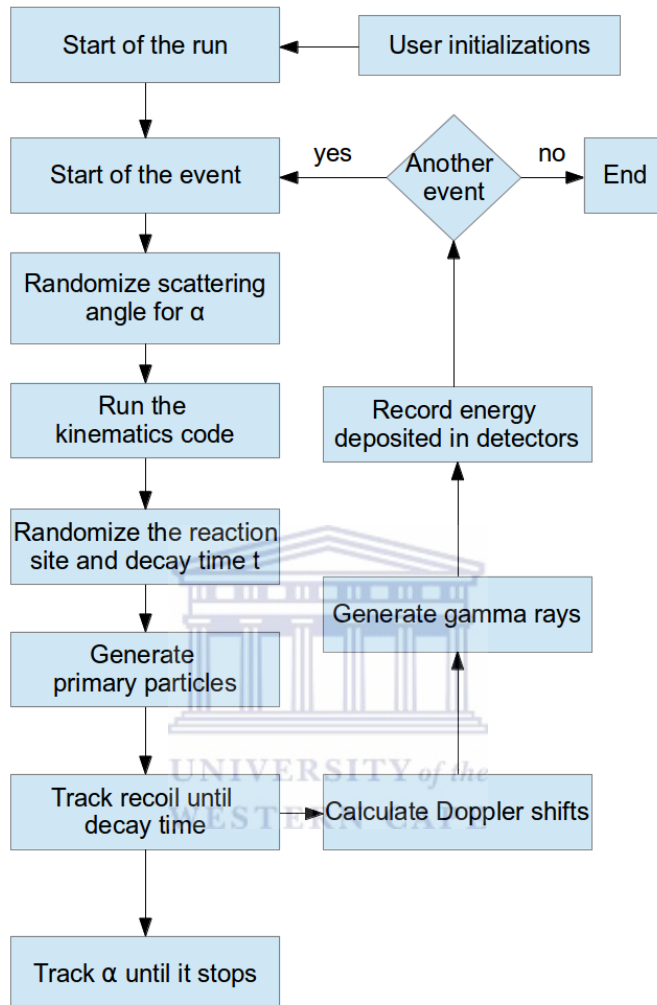 Start of the run
User initializations
Start of the event
yes
Another
event
no
End
Randomize scattering
angle for α
Run the
kinematics code
Record energy
deposited in detectors
Randomize the reaction
site and decay time t
Generate
primary particles
Generate gamma rays
Track recoil until
decay time
Calculate Doppler shifts
Track α until it stops
UNIVERSITY of the
WESTERN CAPE